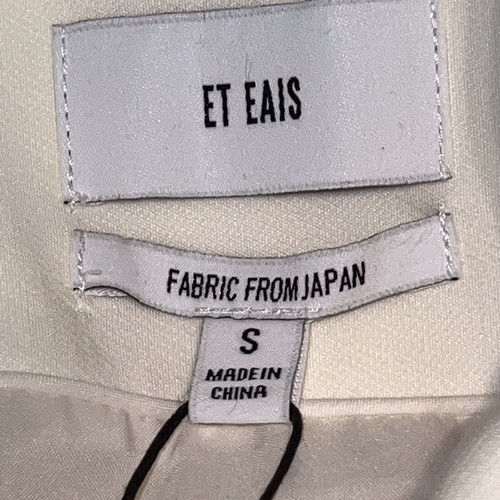 ET EAIS
FABRIC FROM JAPAN
S
MADE IN
CHINA